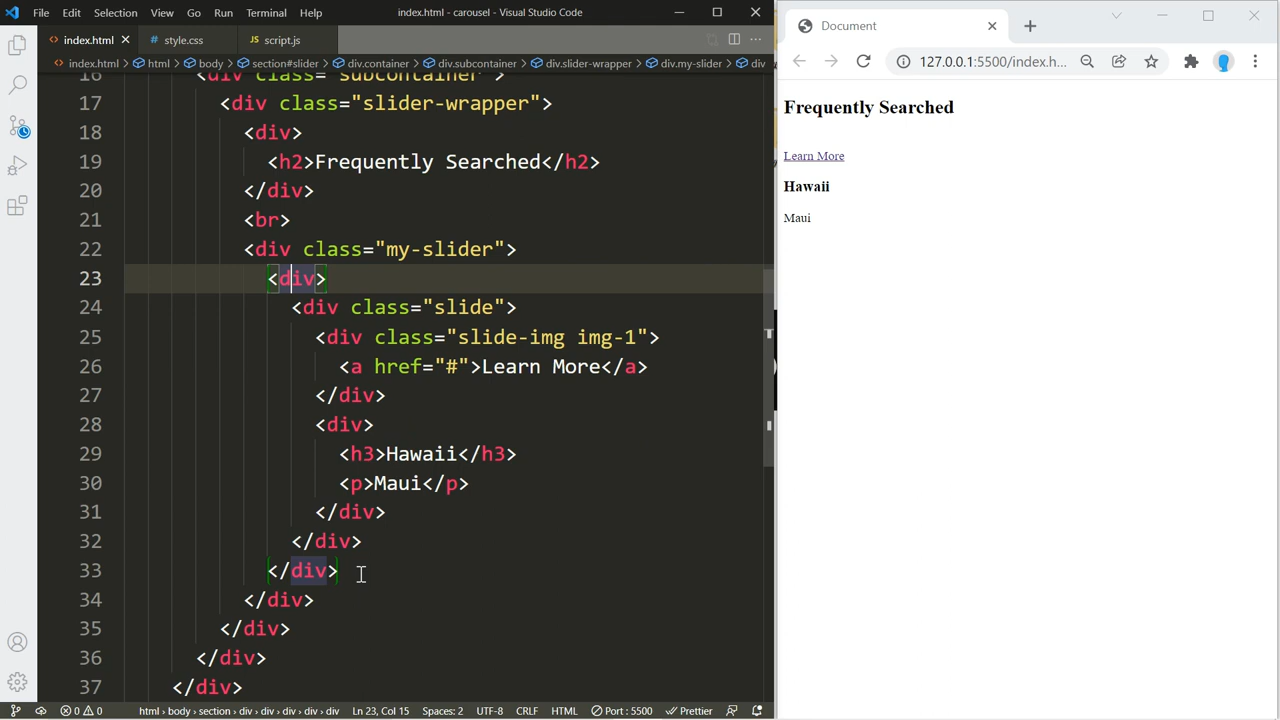 File Edit Selection View Go Run Terminal Help index.html - carousel - Visual Studio Code
index.html style.css script.js
index.html > html > body > section#slider > div.container > div.subcontainer > div.slider-wrapper > div.my-slider > div
16 <div class="subcontainer">
17 <div class="slider-wrapper">
18 <div>
19 <h2>Frequently Searched</h2>
20 </div>
21 <br>
22 <div class="my-slider">
23 <div>
24 <div class="slide">
25 <div class="slide-img img-1">
26 <a href="#">Learn More</a>
27 </div>
28 <div>
29 <h3>Hawaii</h3>
30 <p>Maui</p>
31 </div>
32 </div>
33 </div>
34 </div>
35 </div>
36 </div>
37 </div>
0 0 html > body > section > div > div > div > div > div Ln 23, Col 15 Spaces: 2 UTF-8 CRLF HTML Port : 5500 Prettier
Document
127.0.0.1:5500/index.h...
Frequently Searched
Learn More
Hawaii
Maui